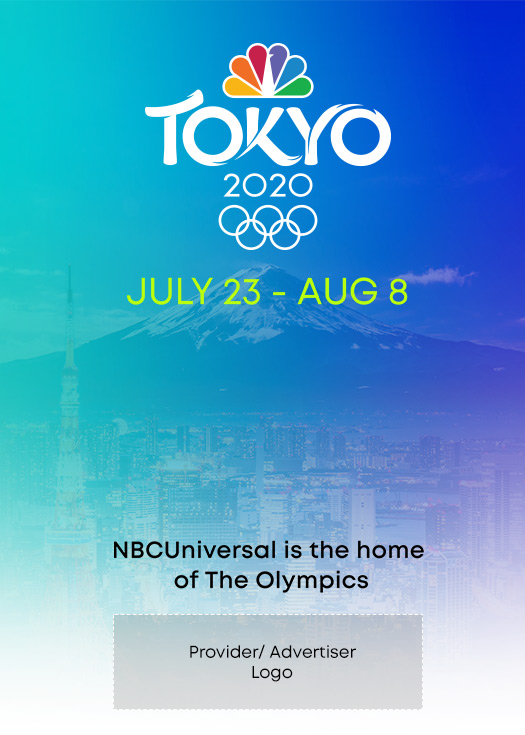 TOKYO
2020
JULY 23 - AUG 8
NBCUniversal is the home
of The Olympics
Provider/ Advertiser
Logo